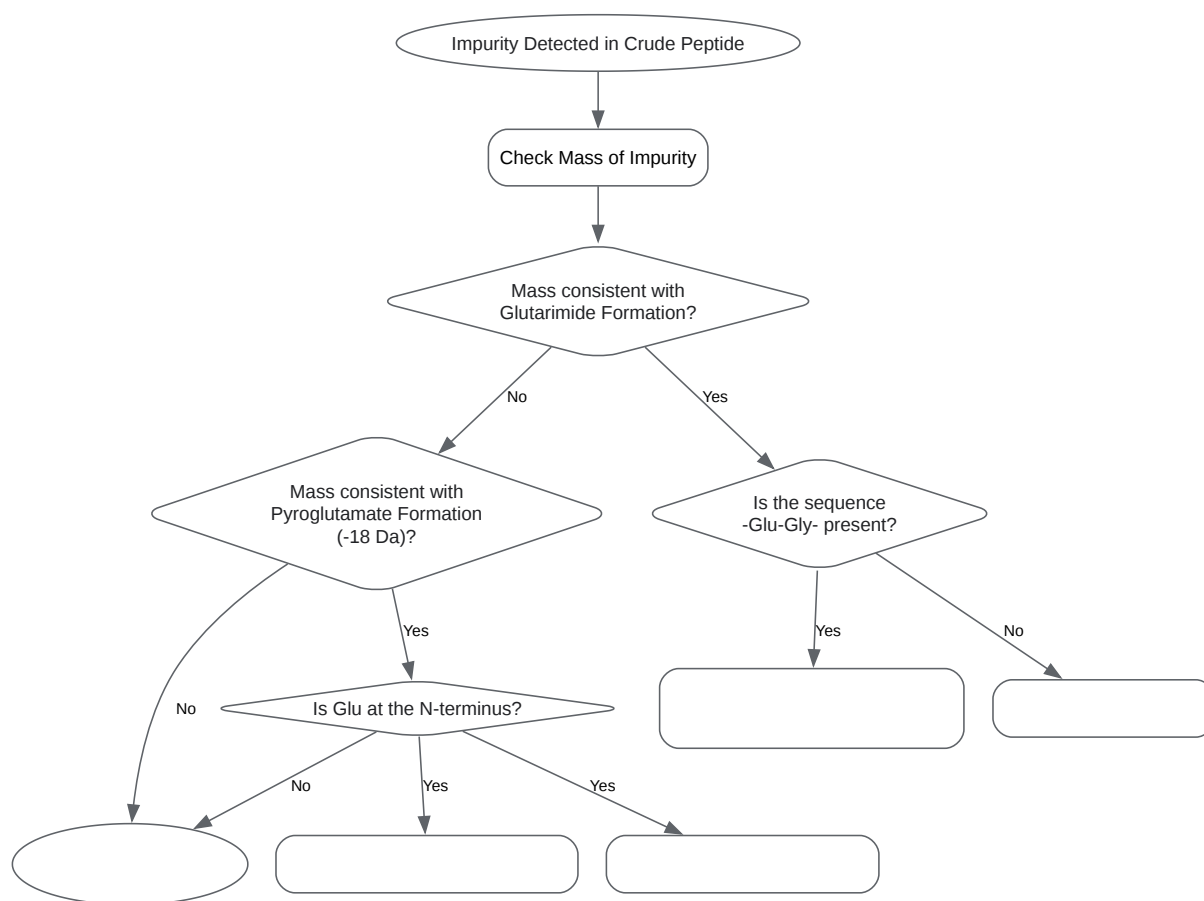 Impurity Detected in Crude Peptide
Check Mass of Impurity
Mass consistent with
Glutarimide Formation?
No
Yes
Mass consistent with
Pyroglutamate Formation
(-18 Da)?
Is the sequence
-Glu-Gly- present?
Yes
Yes
No
No
Is Glu at the N-terminus?
No
Yes
Yes